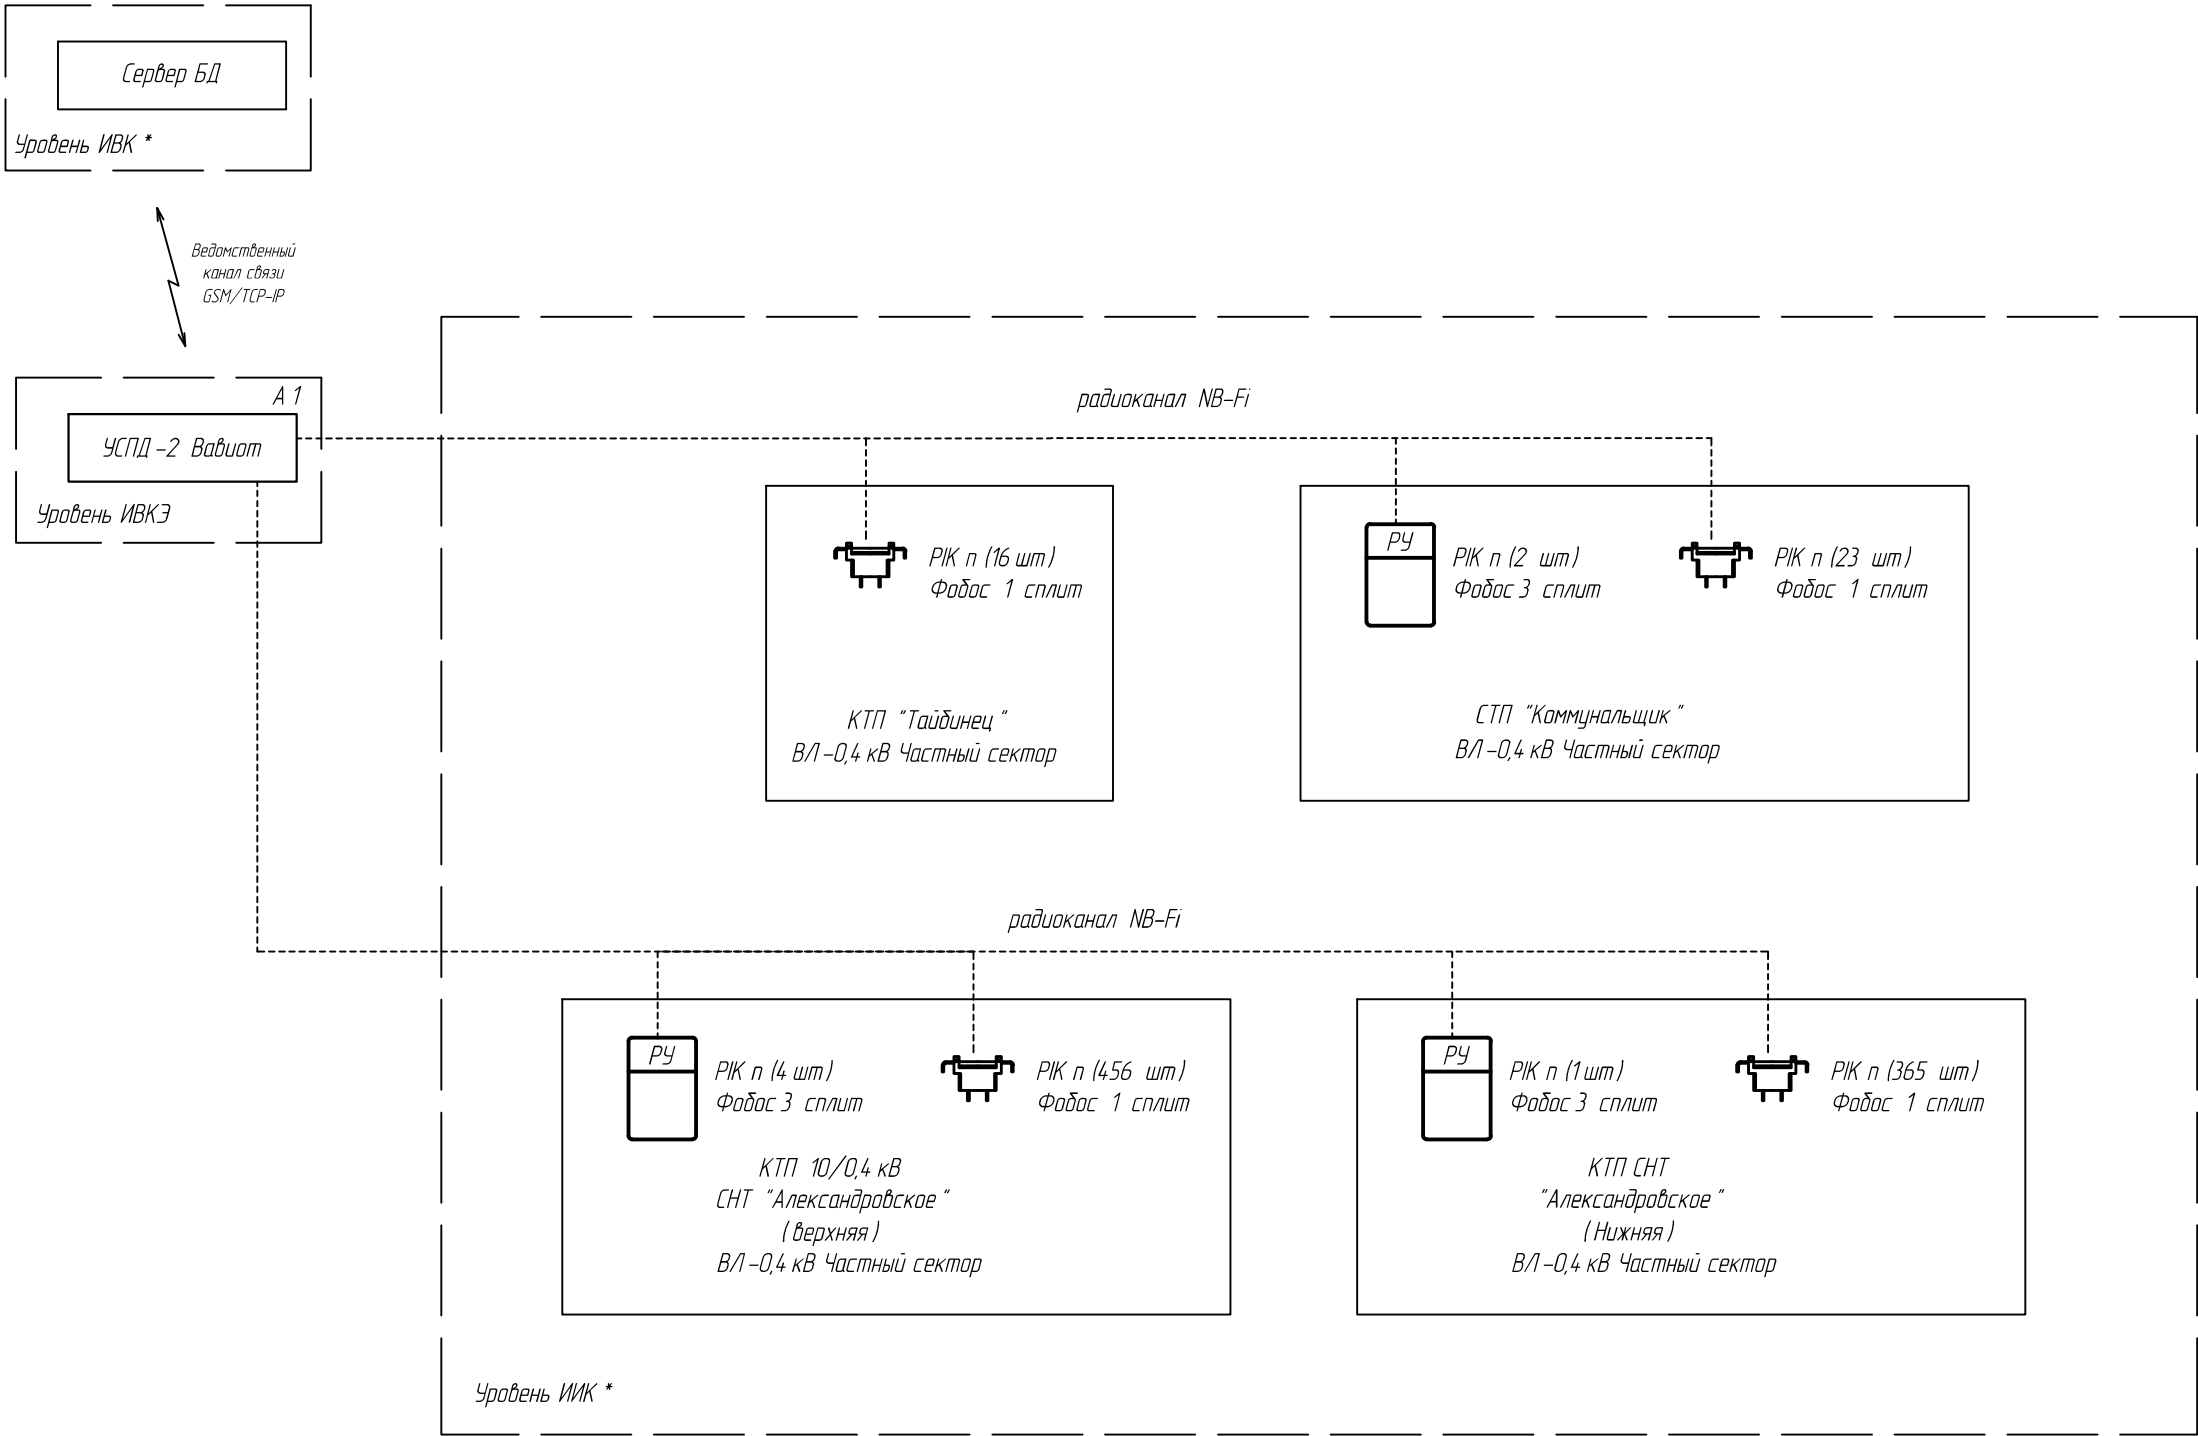 Сервер БД
Уровень ИВК *
Ведомственный
канал связи
GSM/TCP-IP
А1
УСПД-2 Вавиот
Уровень ИВКЭ
радиоканал NB-Fi
PIK п (16 шт)
Фобос 1 сплит
КТП "Тайбинец"
ВЛ-0,4 кВ Частный сектор
РУ
PIK п (2 шт)
Фобос 3 сплит
PIK п (23 шт)
Фобос 1 сплит
СТП "Коммунальщик"
ВЛ-0,4 кВ Частный сектор
радиоканал NB-Fi
РУ
PIK п (4 шт)
Фобос 3 сплит
PIK п (456 шт)
Фобос 1 сплит
КТП 10/0,4 кВ
СНТ "Александровское"
(верхняя)
ВЛ-0,4 кВ Частный сектор
РУ
PIK п (1 шт)
Фобос 3 сплит
PIK п (365 шт)
Фобос 1 сплит
КТП СНТ
"Александровское"
(Нижняя)
ВЛ-0,4 кВ Частный сектор
Уровень ИИК *